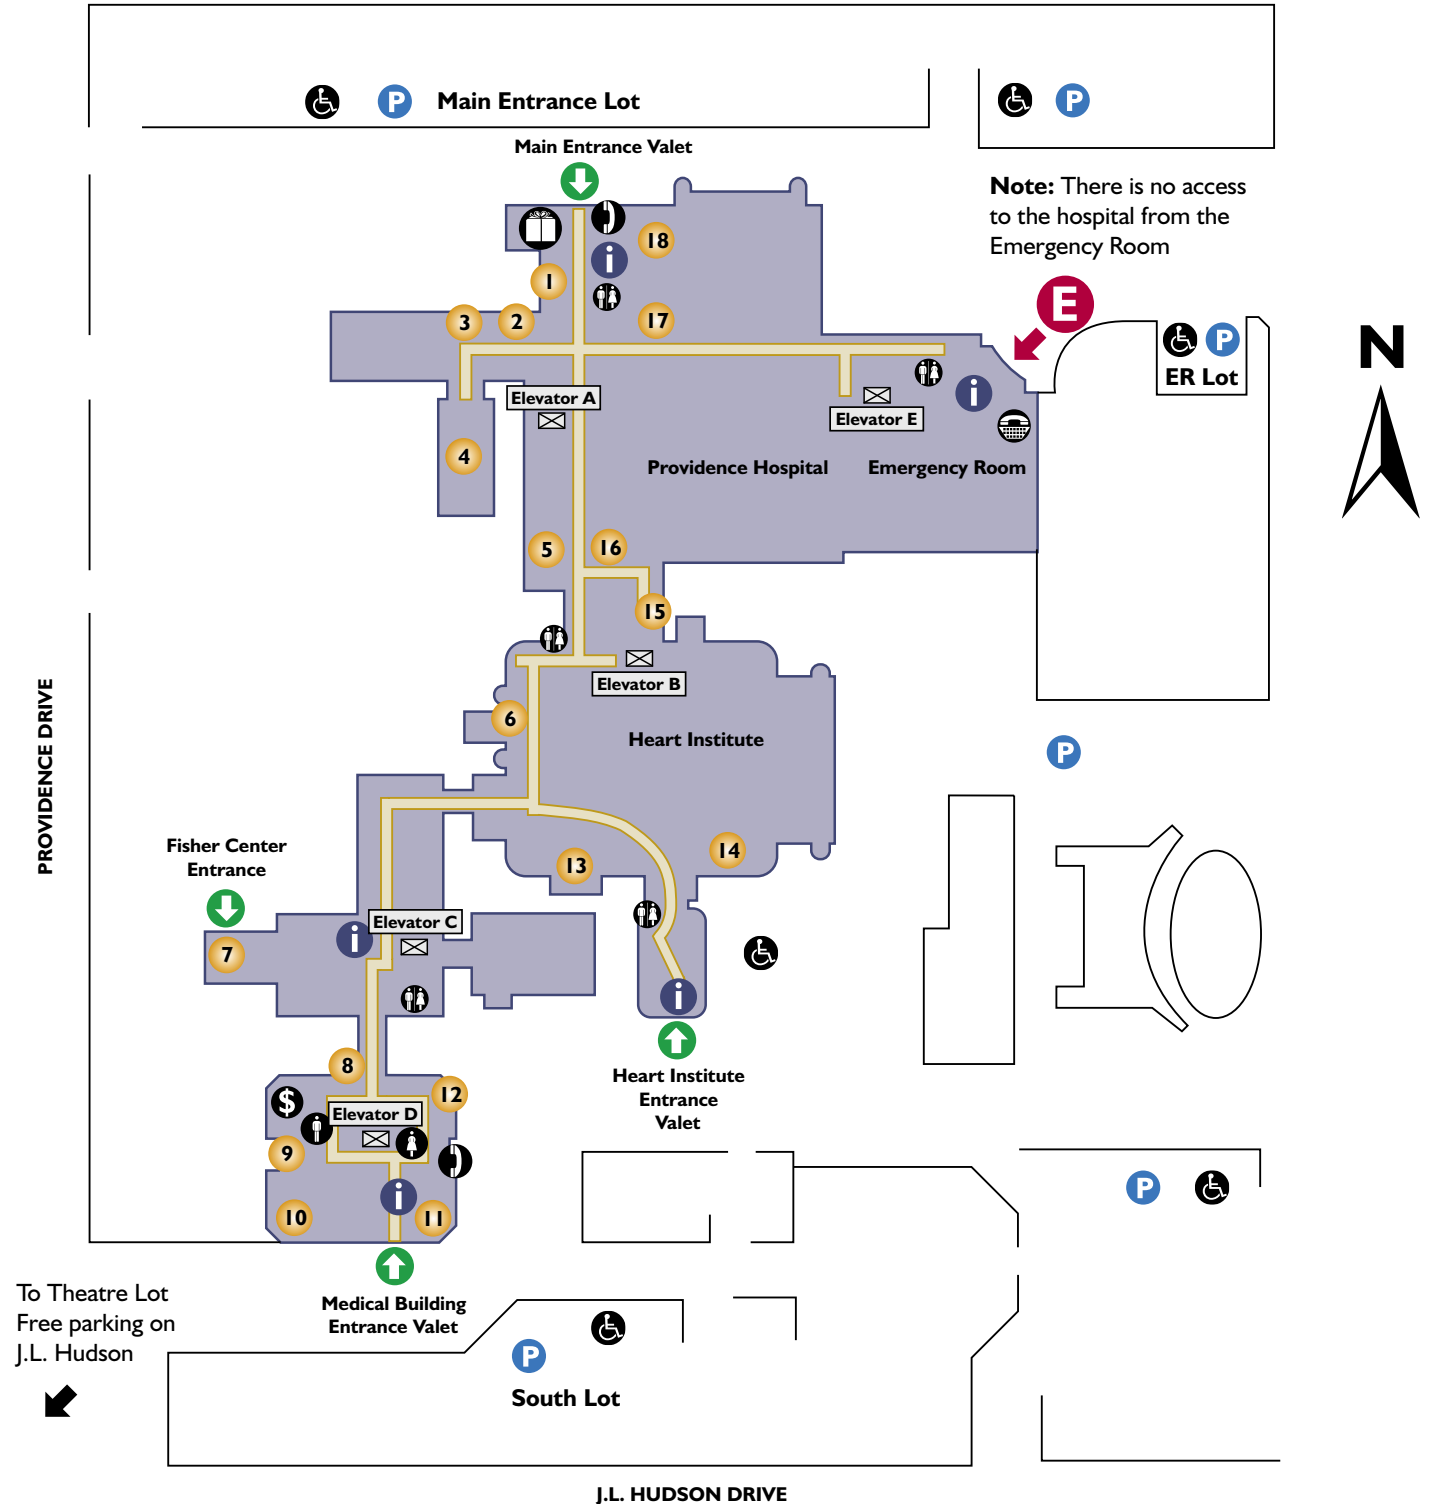 P Main Entrance Lot
P
Main Entrance Valet
Note: There is no access
to the hospital from the
Emergency Room
18
i
1
E
3
2
17
N
P
ER Lot
Elevator A
i
Elevator E
4
Providence Hospital
Emergency Room
5
16
15
Elevator B
6
PROVIDENCE DRIVE
Heart Institute
P
Fisher Center
Entrance
13
14
Elevator C
i
7
i
8
Heart Institute
Entrance
Valet
12
$
Elevator D
9
P
i
10
11
To Theatre Lot
Free parking on
J.L. Hudson
Medical Building
Entrance Valet
P
South Lot
J.L. HUDSON DRIVE